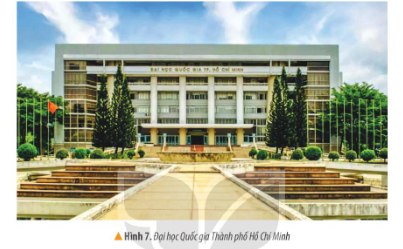 ĐẠI HỌC QUỐC GIA TP. HỒ CHÍ MINH
▲ Hình 7. Đại học Quốc gia Thành phố Hồ Chí Minh